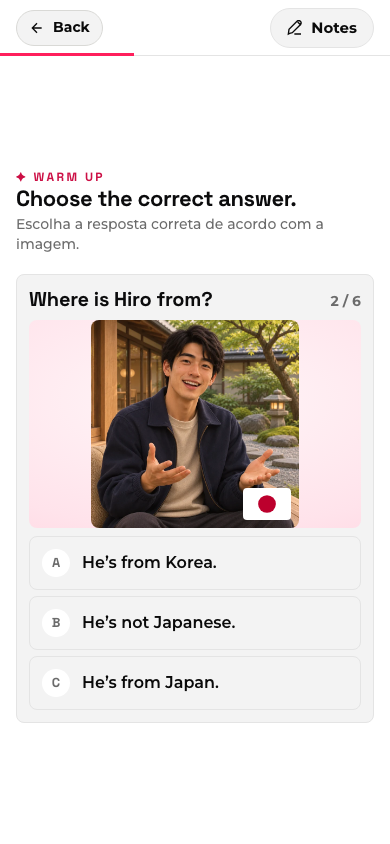 Back
Notes
WARM UP
Choose the correct answer.
Escolha a resposta correta de acordo com a
imagem.
Where is Hiro from?
2 / 6
A
He's from Korea.
B
He's not Japanese.
C
He's from Japan.